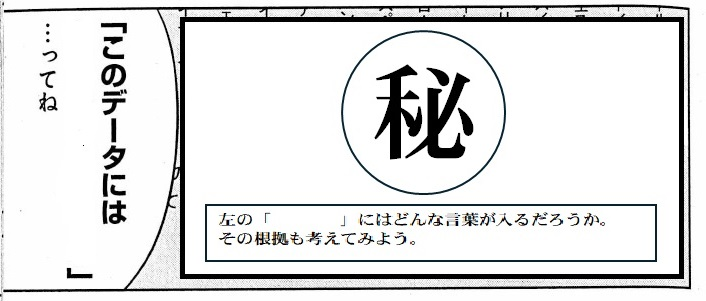 「このデータには
」
…ってね
秘
左の「　　　　」にはどんな言葉が入るだろうか。
その根拠も考えてみよう。